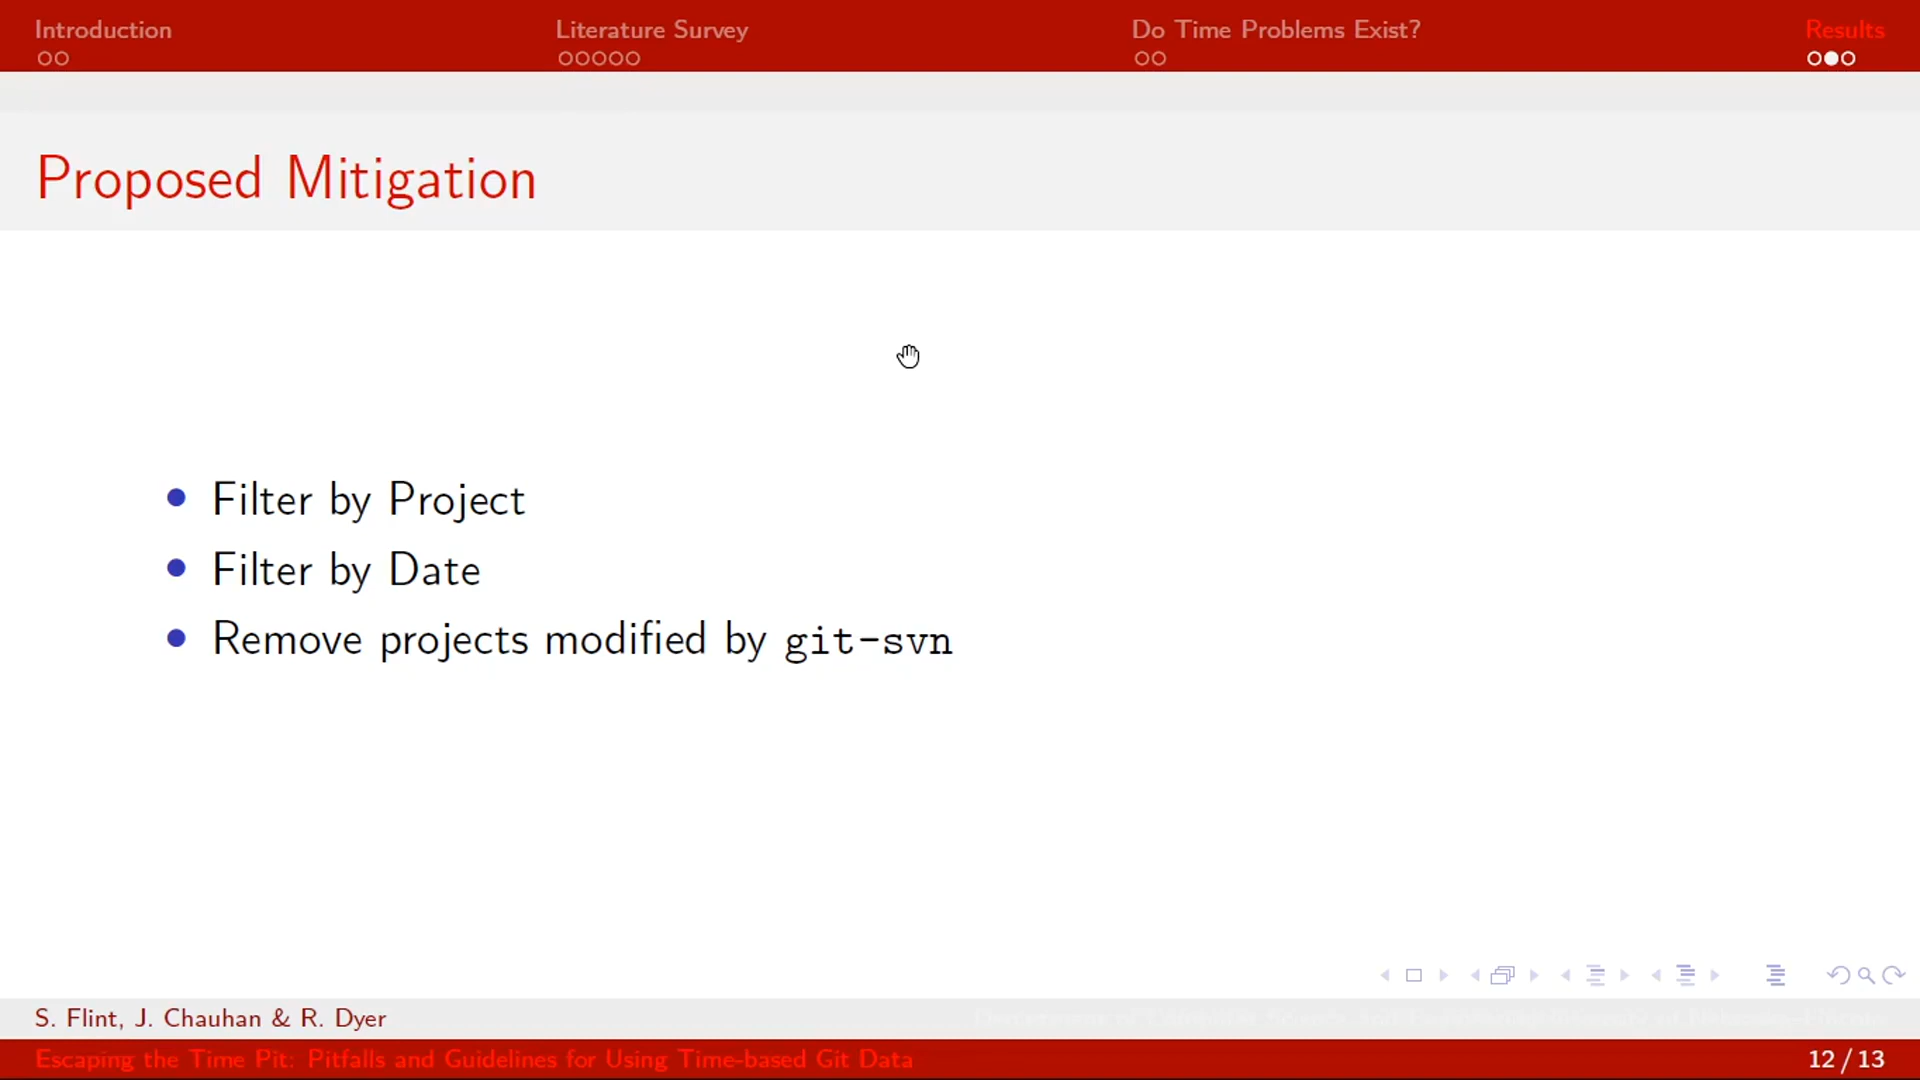 Introduction
Literature Survey
Do Time Problems Exist?
Results
Proposed Mitigation
Filter by Project
Filter by Date
Remove projects modified by git-svn
S. Flint, J. Chauhan & R. Dyer
Escaping the Time Pit: Pitfalls and Guidelines for Using Time-based Git Data
12 / 13